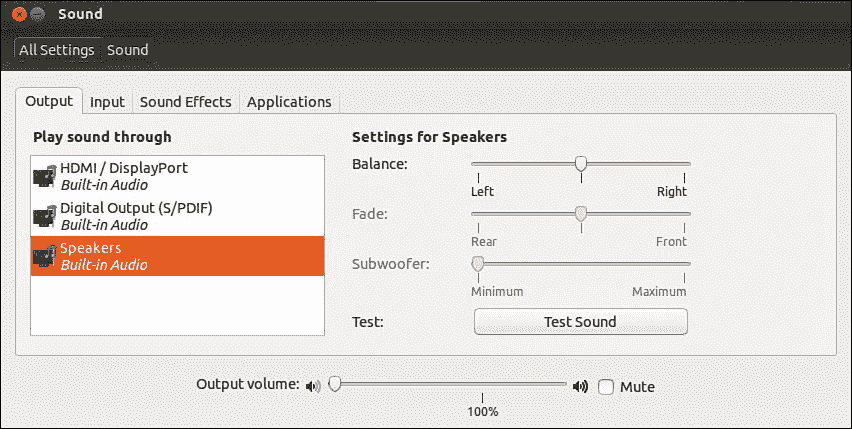 Sound
All Settings Sound
Output Input Sound Effects Applications
Play sound through
HDMI / DisplayPort
Built-in Audio
Digital Output (S/PDIF)
Built-in Audio
Speakers
Built-in Audio
Settings for Speakers
Balance:
Left Right
Fade:
Rear Front
Subwoofer:
Minimum Maximum
Test: Test Sound
Output volume: Mute
100%